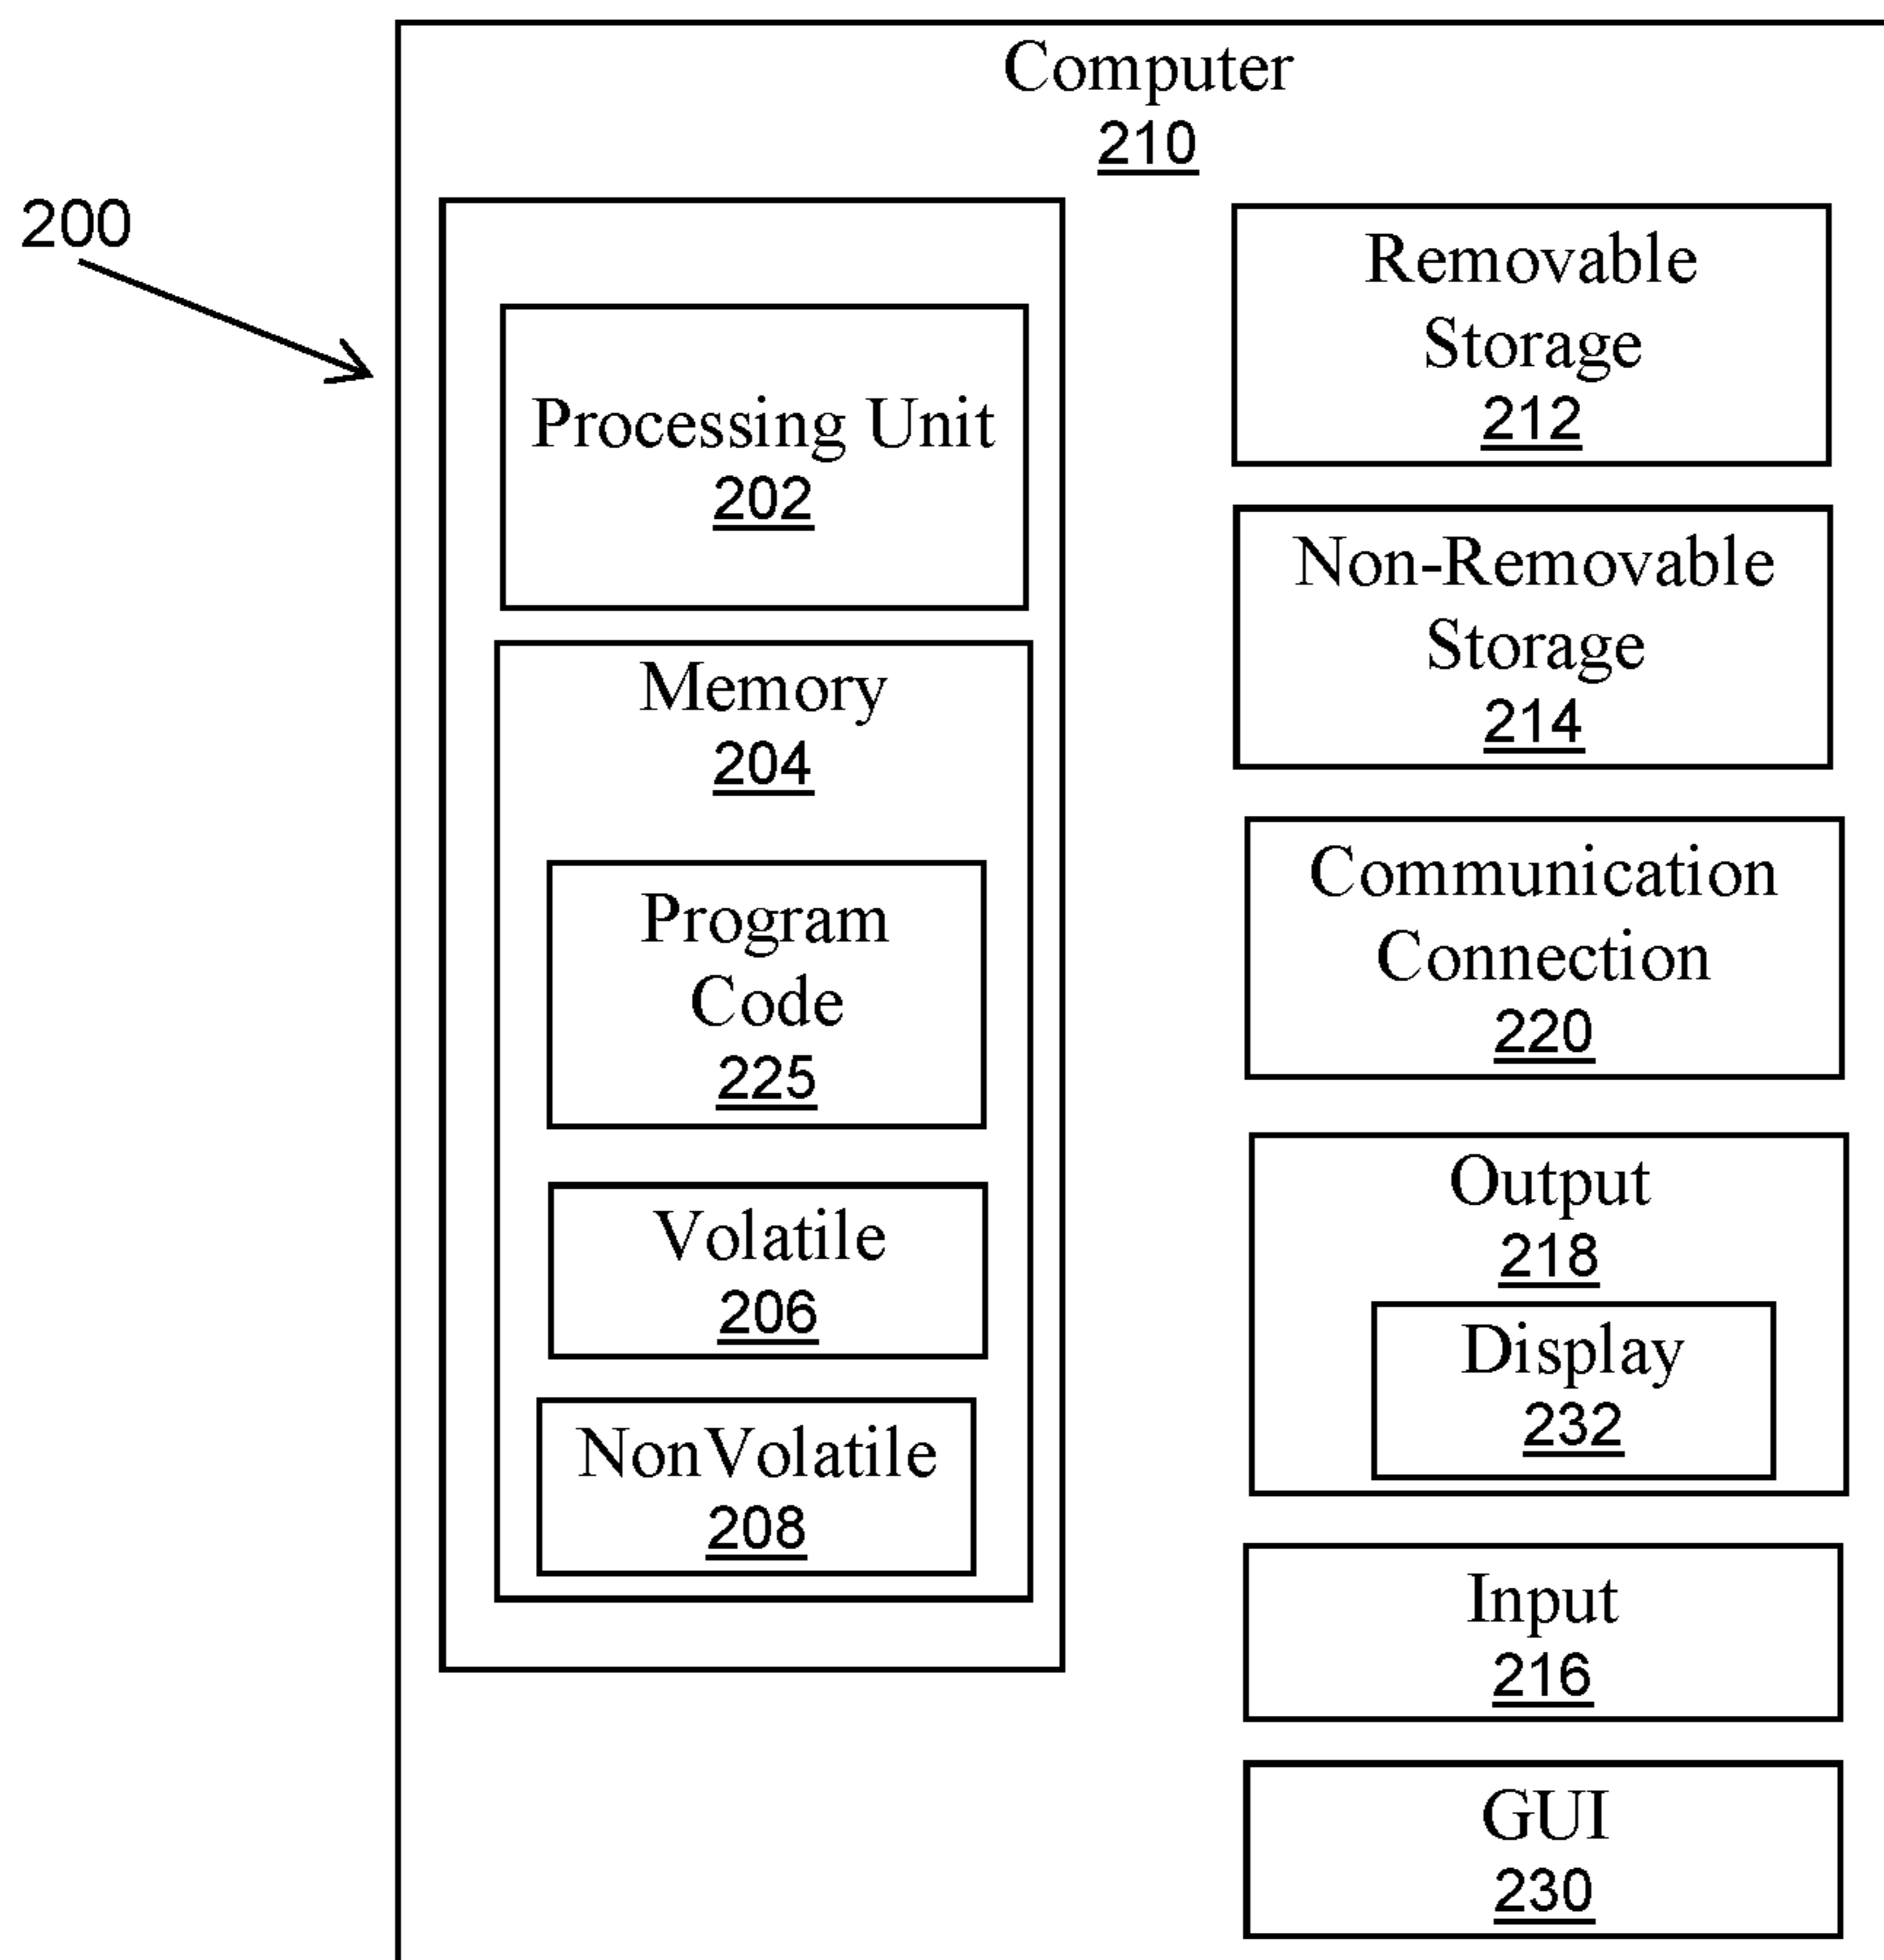 Computer
210
200
Processing Unit
202
Memory
204
Program
Code
225
Volatile
206
NonVolatile
208
Removable
Storage
212
Non-Removable
Storage
214
Communication
Connection
220
Output
218
Display
232
Input
216
GUI
230